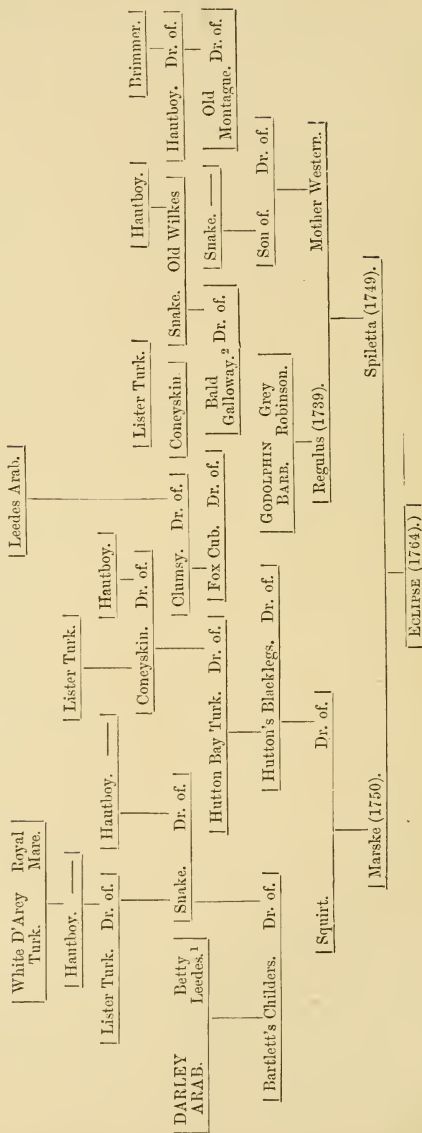 White D'Arcy Royal
Turk. Mare.
Leedes Arab.
Hautboy. —
Lister Turk.
Lister Turk. Dr. of.
Hautboy. —
Hautboy.
Lister Turk.
Hautboy.
Brimmer.
Coneyskin. Dr. of.
Snake. Dr. of.
Clumsy. Dr. of.
Coneyskin
Snake. Old Wilkes
Hautboy. Dr. of.
DARLEY Betty
ARAB. Leedes.1
Hutton Bay Turk. Dr. of.
Fox Cub. Dr. of.
Bald
Galloway.2 Dr. of.
Snake. —
Old
Montague. Dr. of.
Bartlett's Childers. Dr. of.
Hutton's Blacklegs. Dr. of.
GODOLPHIN Grey
BARB. Robinson.
Son of. Dr. of.
Squirt. Dr. of.
Regulus (1739).
Mother Western.
Marske (1750).
Spiletta (1749).
ECLIPSE (1764).)